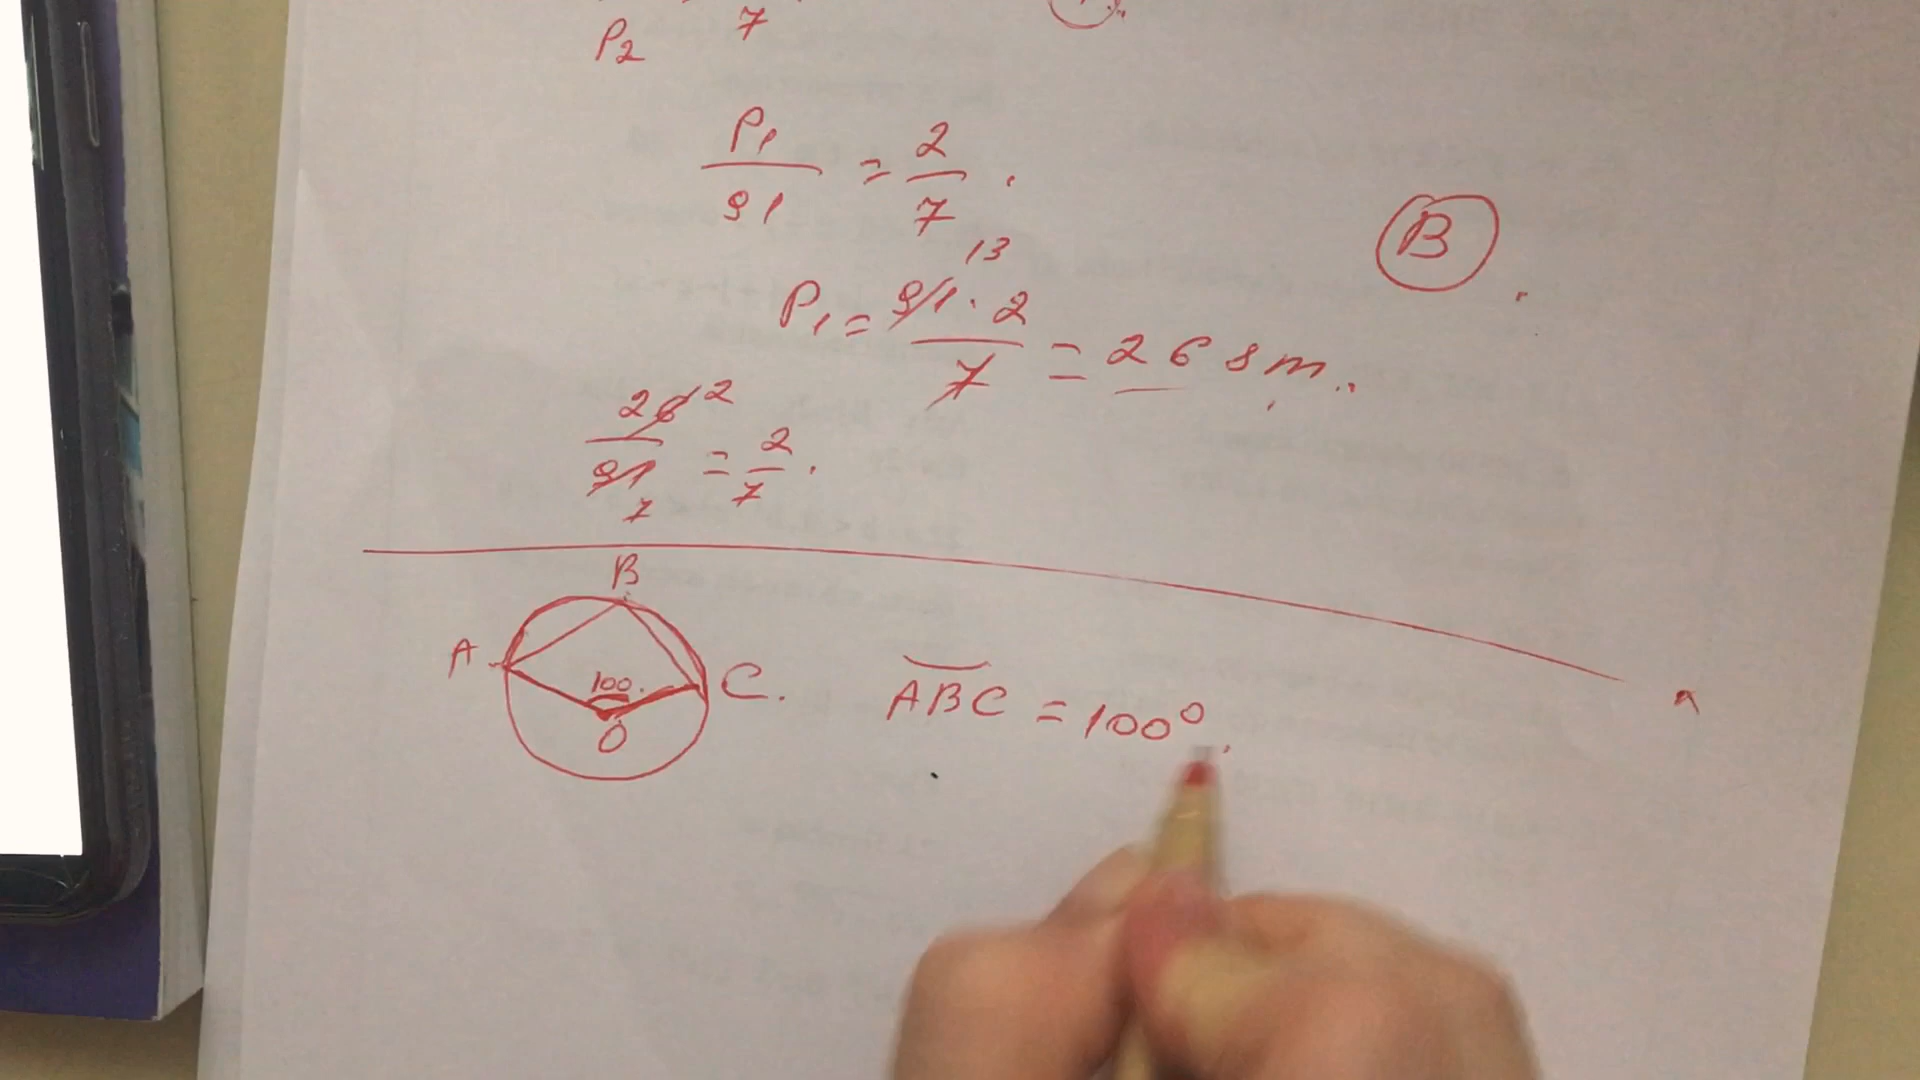 P2 7
P1/91 = 2/7 .
B
13
P1 = 91 · 2/7 = 26 sm.
26 2/91 7 = 2/7 .
B
A
100
C.
O
ABC = 100°